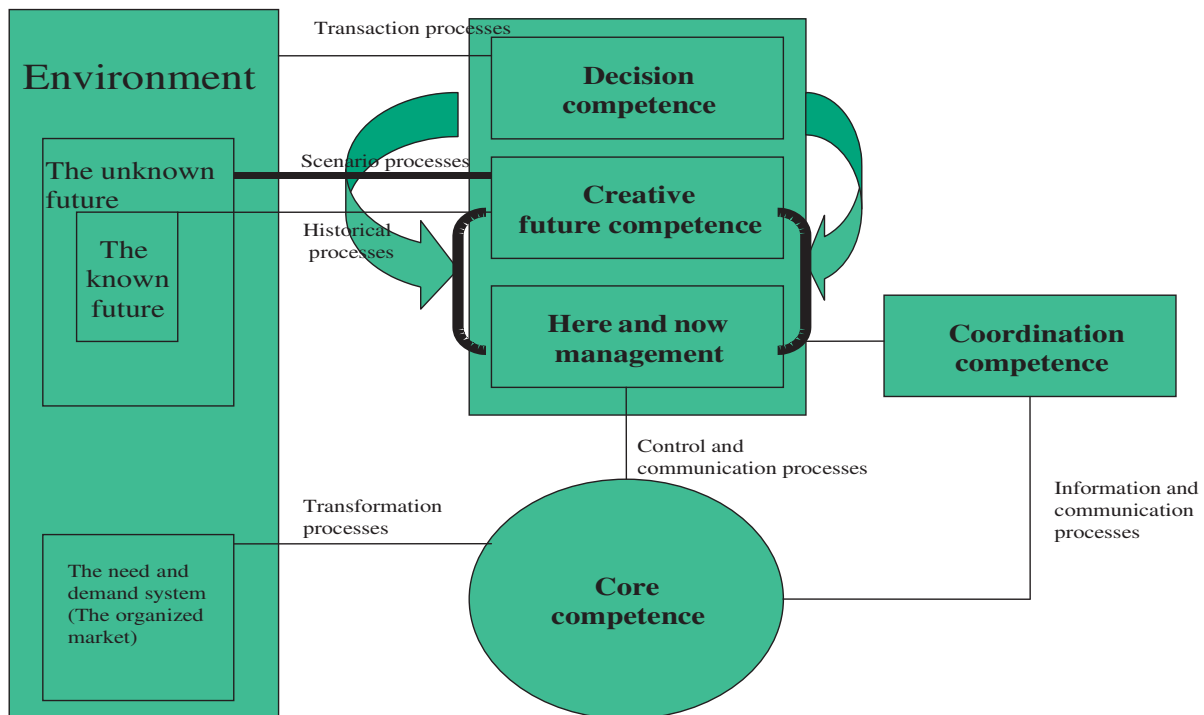 Environment
The unknown
future
The
known
future
The need and
demand system
(The organized
market)
Transaction processes
Scenario processes
Historical
processes
Transformation
processes
Decision
competence
Creative
future competence
Here and now
management
Coordination
competence
Control and
communication processes
Information and
communication
processes
Core
competence